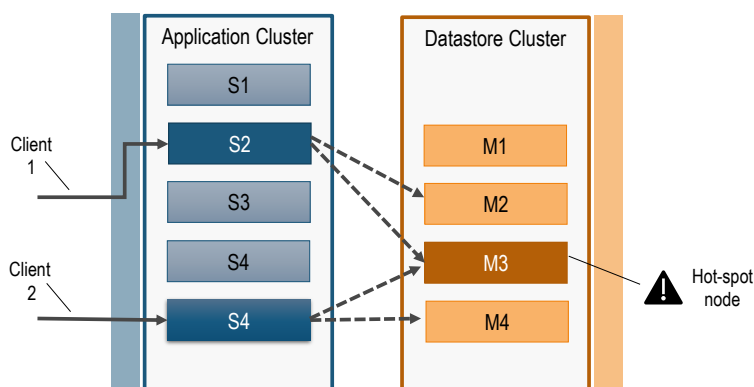 Application Cluster
Datastore Cluster
S1
S2
S3
S4
S4
M1
M2
M3
M4
Client
1
Client
2
Hot-spot
node